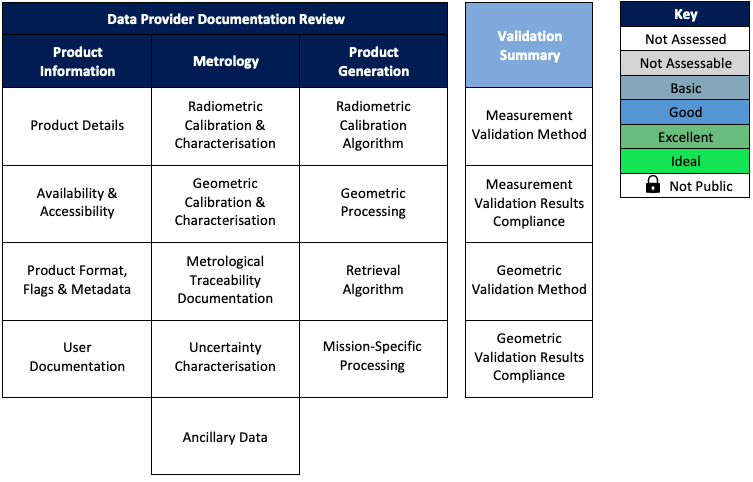 Data Provider Documentation Review
Product
Information
Metrology
Product
Generation
Product Details
Radiometric
Calibration &
Characterisation
Radiometric
Calibration
Algorithm
Availability &
Accessibility
Geometric
Calibration &
Characterisation
Geometric
Processing
Product Format,
Flags & Metadata
Metrological
Traceability
Documentation
Retrieval
Algorithm
User
Documentation
Uncertainty
Characterisation
Mission-Specific
Processing
Ancillary Data
Validation
Summary
Measurement
Validation Method
Measurement
Validation Results
Compliance
Geometric
Validation Method
Geometric
Validation Results
Compliance
Key
Not Assessed
Not Assessable
Basic
Good
Excellent
Ideal
Not Public